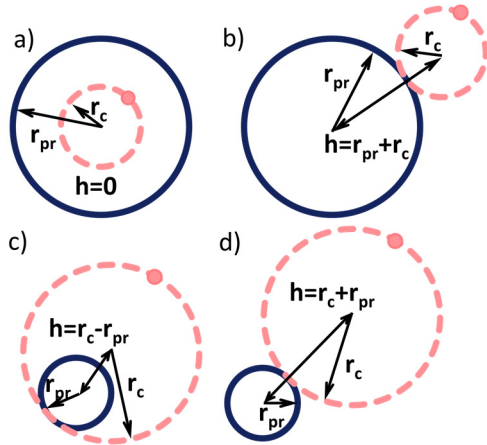 a)
r_c
r_pr
h=0
b)
r_c
r_pr
h=r_pr+r_c
c)
h=r_c-r_pr
r_pr
r_c
d)
h=r_c+r_pr
r_c
r_pr